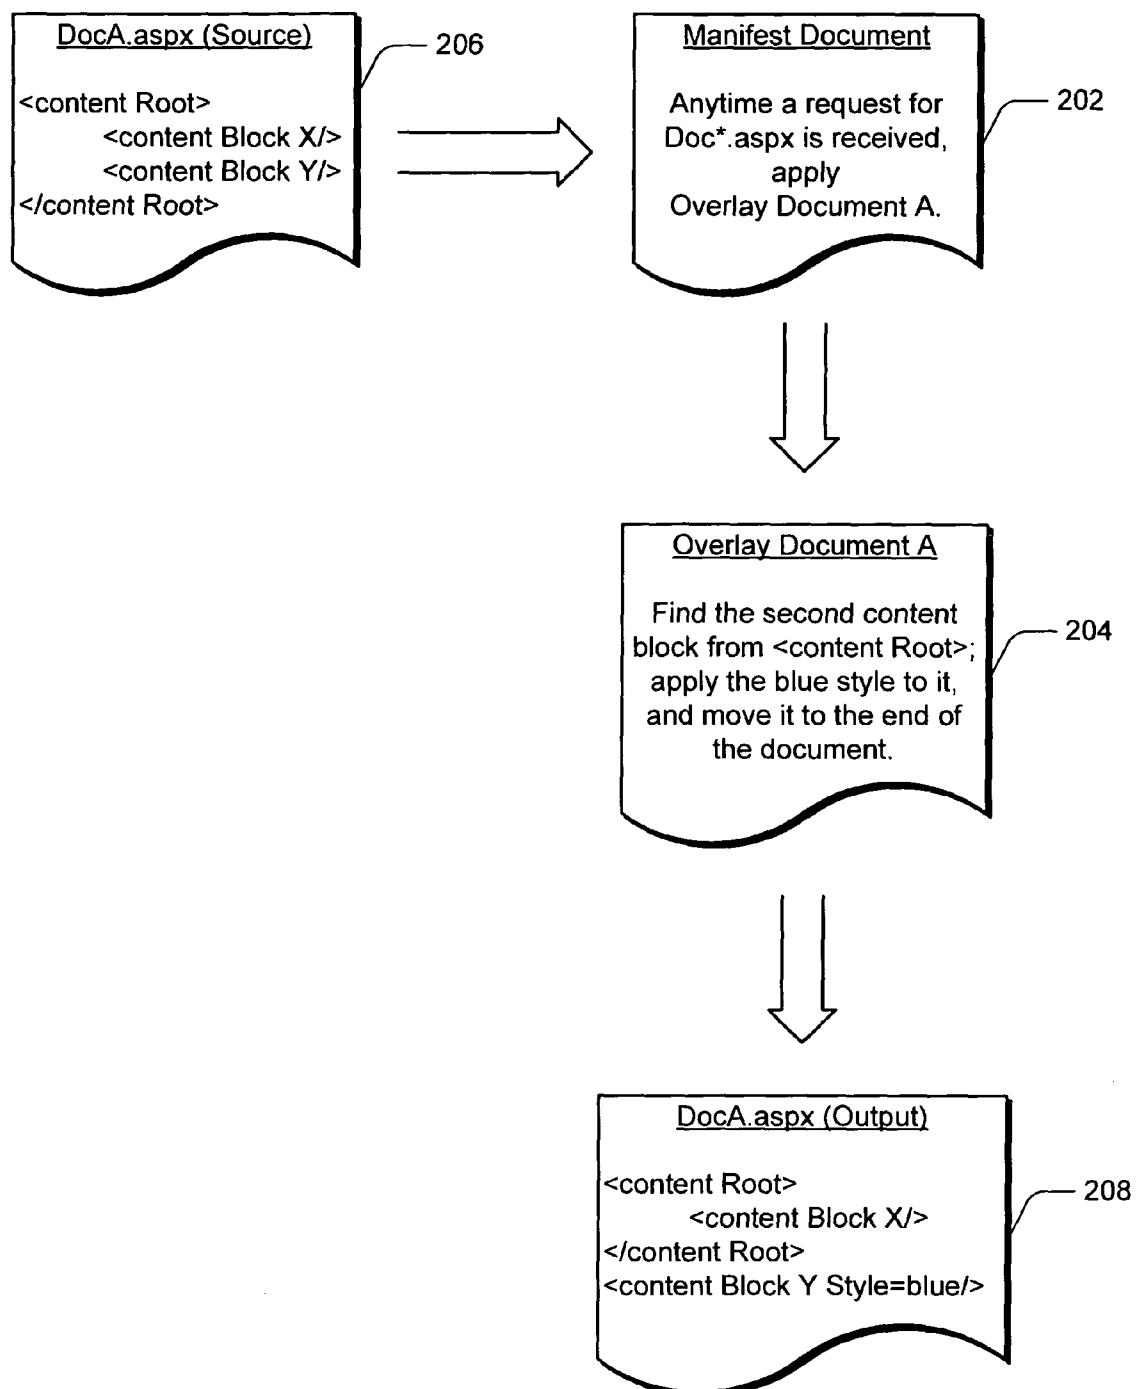 DocA.aspx (Source)
<content Root>
<content Block X/>
<content Block Y/>
</content Root>
206
Manifest Document
Anytime a request for
Doc*.aspx is received,
apply
Overlay Document A.
202
Overlay Document A
Find the second content
block from <content Root>;
apply the blue style to it,
and move it to the end of
the document.
204
DocA.aspx (Output)
<content Root>
<content Block X/>
</content Root>
<content Block Y Style=blue/>
208